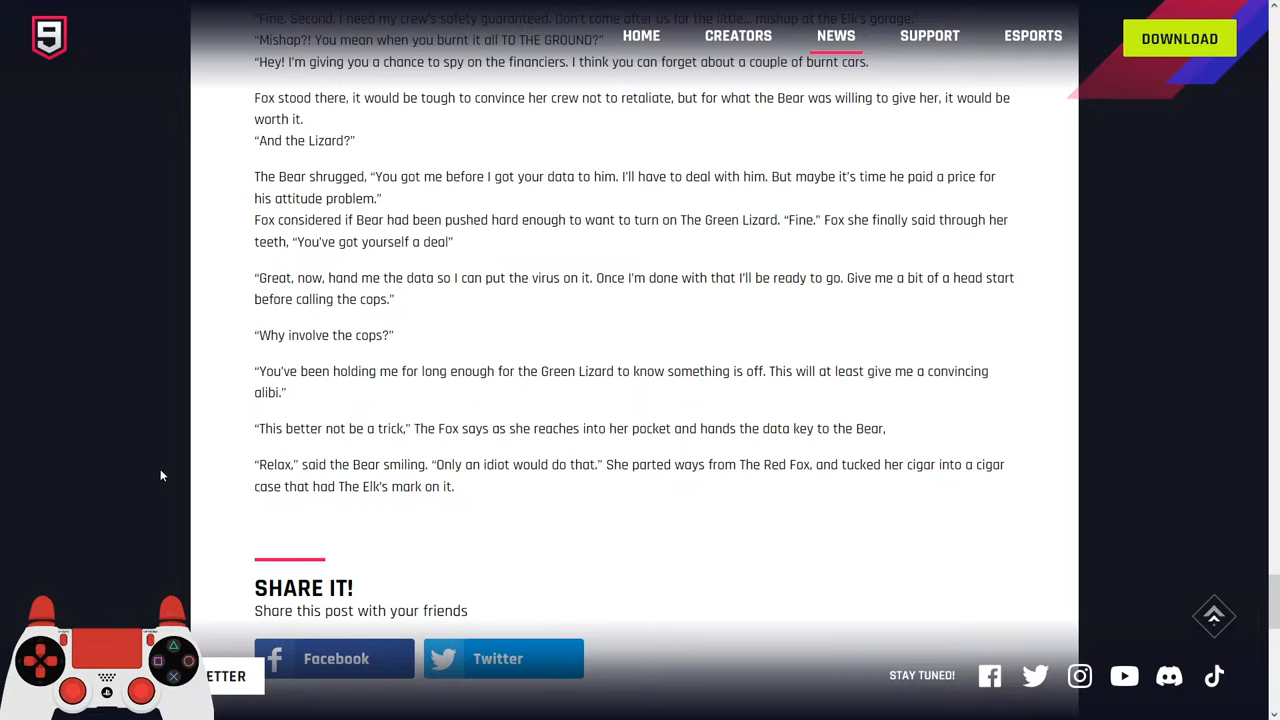 "Fine. Second, I need my crew's safety guaranteed. Don't come after us for the little mishap at the Elk's garage."
HOME
CREATORS
NEWS
SUPPORT
ESPORTS
DOWNLOAD
9
“Mishap?! You mean when you burnt it all TO THE GROUND?”
“Hey! I'm giving you a chance to spy on the financiers. I think you can forget about a couple of burnt cars.
Fox stood there, it would be tough to convince her crew not to retaliate, but for what the Bear was willing to give her, it would be
worth it.
“And the Lizard?”
The Bear shrugged, “You got me before I got your data to him. I’ll have to deal with him. But maybe it’s time he paid a price for
his attitude problem.”
Fox considered if Bear had been pushed hard enough to want to turn on The Green Lizard. “Fine.” Fox she finally said through her
teeth, “You’ve got yourself a deal”
“Great, now, hand me the data so I can put the virus on it. Once I’m done with that I’ll be ready to go. Give me a bit of a head start
before calling the cops.”
“Why involve the cops?”
“You’ve been holding me for long enough for the Green Lizard to know something is off. This will at least give me a convincing
alibi.”
“This better not be a trick,” The Fox says as she reaches into her pocket and hands the data key to the Bear,
“Relax,” said the Bear smiling. “Only an idiot would do that.” She parted ways from The Red Fox, and tucked her cigar into a cigar
case that had The Elk’s mark on it.
SHARE IT!
Share this post with your friends
Facebook
Twitter
ETTER
STAY TUNED!